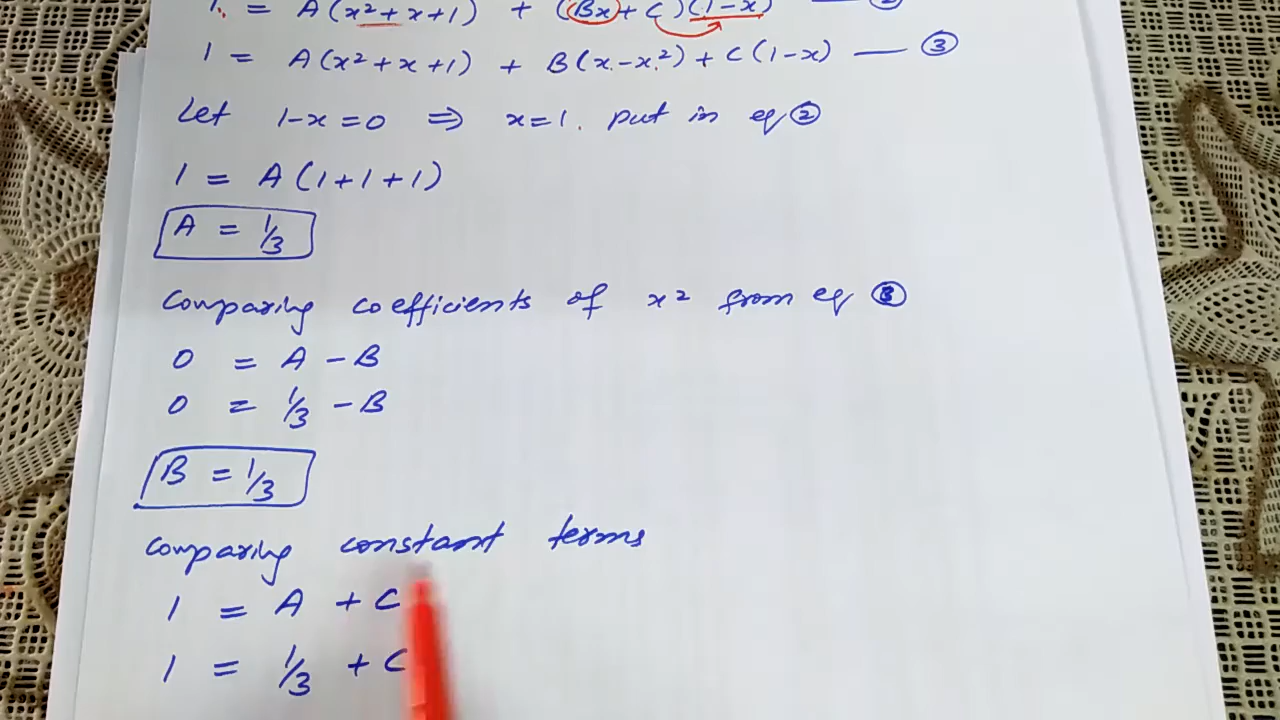 1 = A(x²+x+1) + (Bx+C)(1-x) — ②
1 = A(x²+x+1) + B(x-x²) + C(1-x) — ③
Let 1-x=0 ⇒ x=1. put in eq ②
1 = A(1+1+1)
A = 1/3
Comparing coefficients of x² from eq ③
0 = A - B
0 = 1/3 - B
B = 1/3
Comparing constant terms
1 = A + C
1 = 1/3 + C